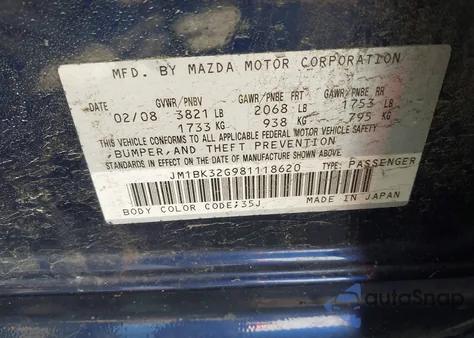 MFD. BY MAZDA MOTOR CORPORATION
DATE GVWR/PNBV GAWR/PNBE FRT GAWR/PNBE RR
02/08 3821 LB 2068 LB 1753 LB
1733 KG 938 KG 795 KG
THIS VEHICLE CONFORMS TO ALL APPLICABLE FEDERAL MOTOR VEHICLE SAFETY
,BUMPER,AND THEFT PREVENTION
STANDARDS IN EFFECT ON THE DATE OF MANUFACTURE SHOWN ABOVE.
JM1BK32G981118620 TYPE: PASSENGER
BODY COLOR CODE;35J MADE IN JAPAN
autoSnap